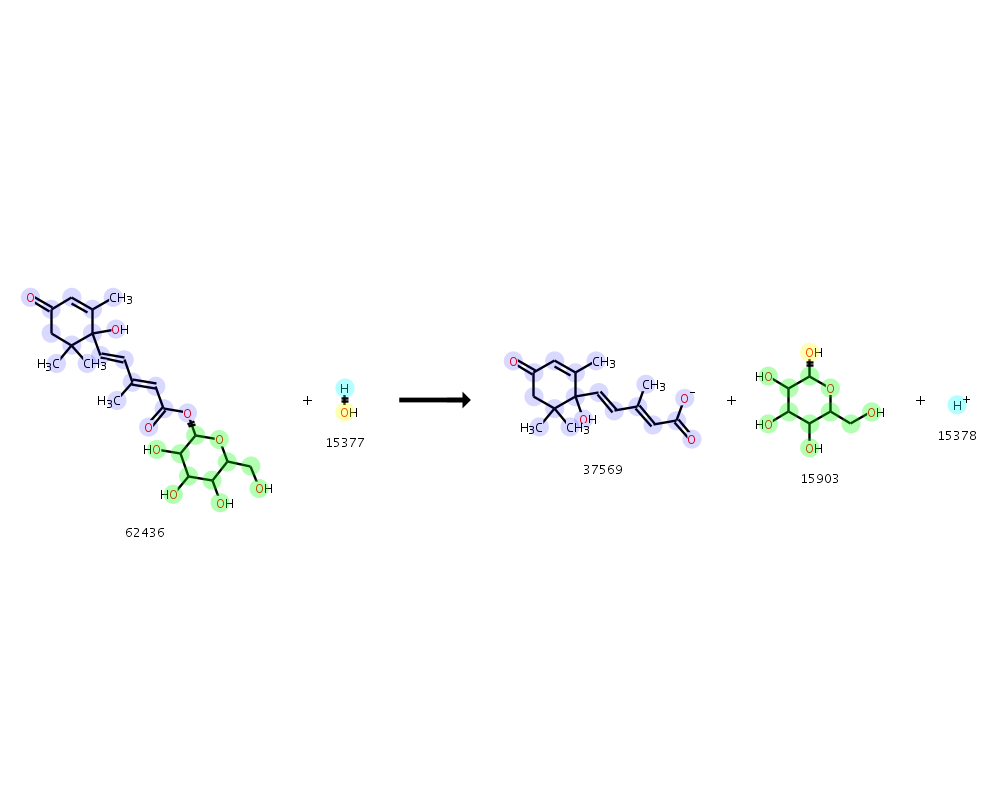 O
CH₃
OH
H₃C
CH₃
H₃C
O
O
O
HO
HO
OH
OH
62436
+
H
OH
15377
O
CH₃
H₃C
CH₃
OH
CH₃
O⁻
O
37569
+
OH
HO
O
HO
OH
OH
15903
+
H⁺
15378